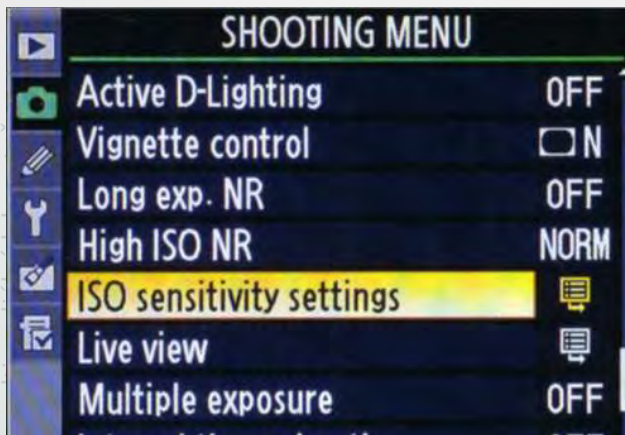 SHOOTING MENU
Active D-Lighting OFF
Vignette control N
Long exp. NR OFF
High ISO NR NORM
ISO sensitivity settings
Live view
Multiple exposure OFF